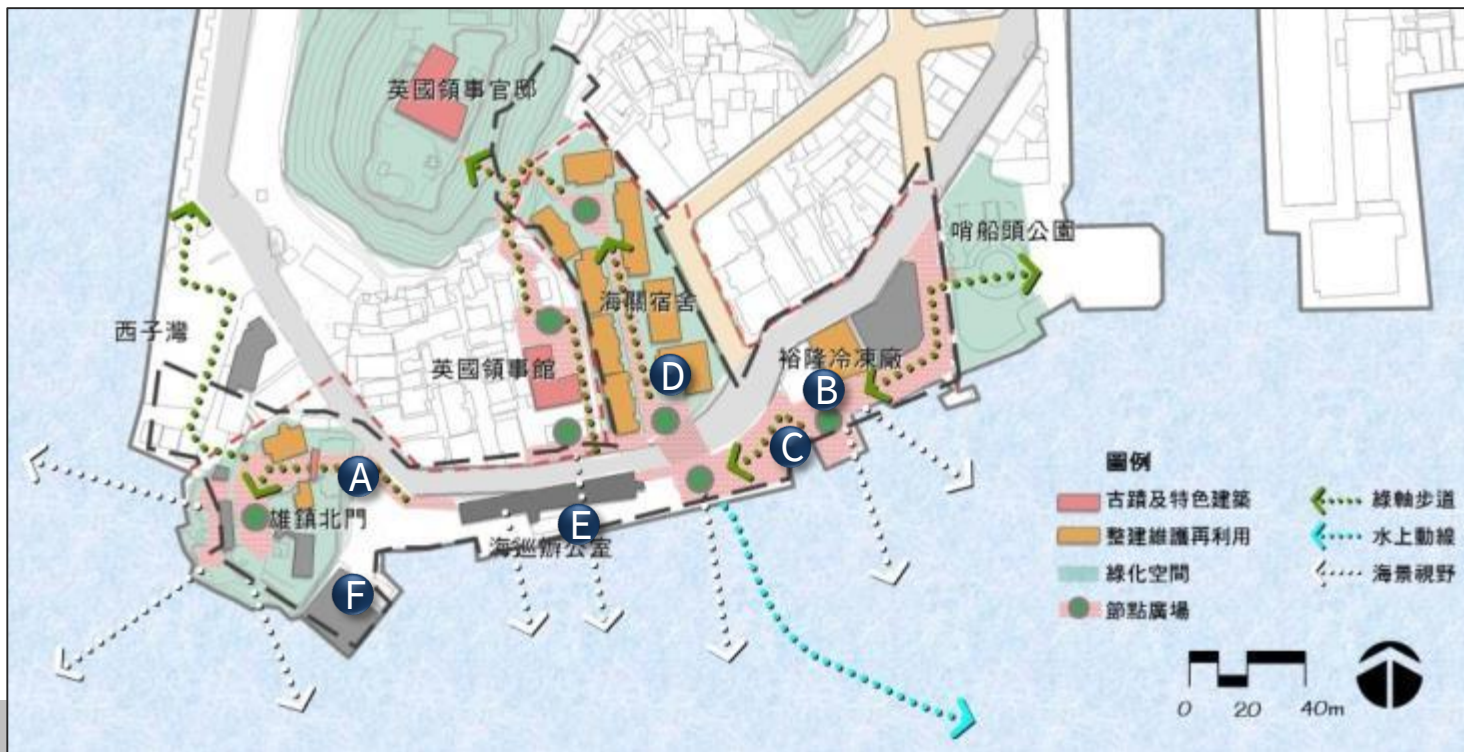 英國領事官邸
哨船頭公園
海關宿舍
西子灣
英國領事館
裕隆冷凍廠
D
B
C
A
雄鎮北門
E
海巡辦公室
F
圖例
古蹟及特色建築
綠軸步道
整建維護再利用
水上動線
綠化空間
海景視野
節點廣場
0 20 40m